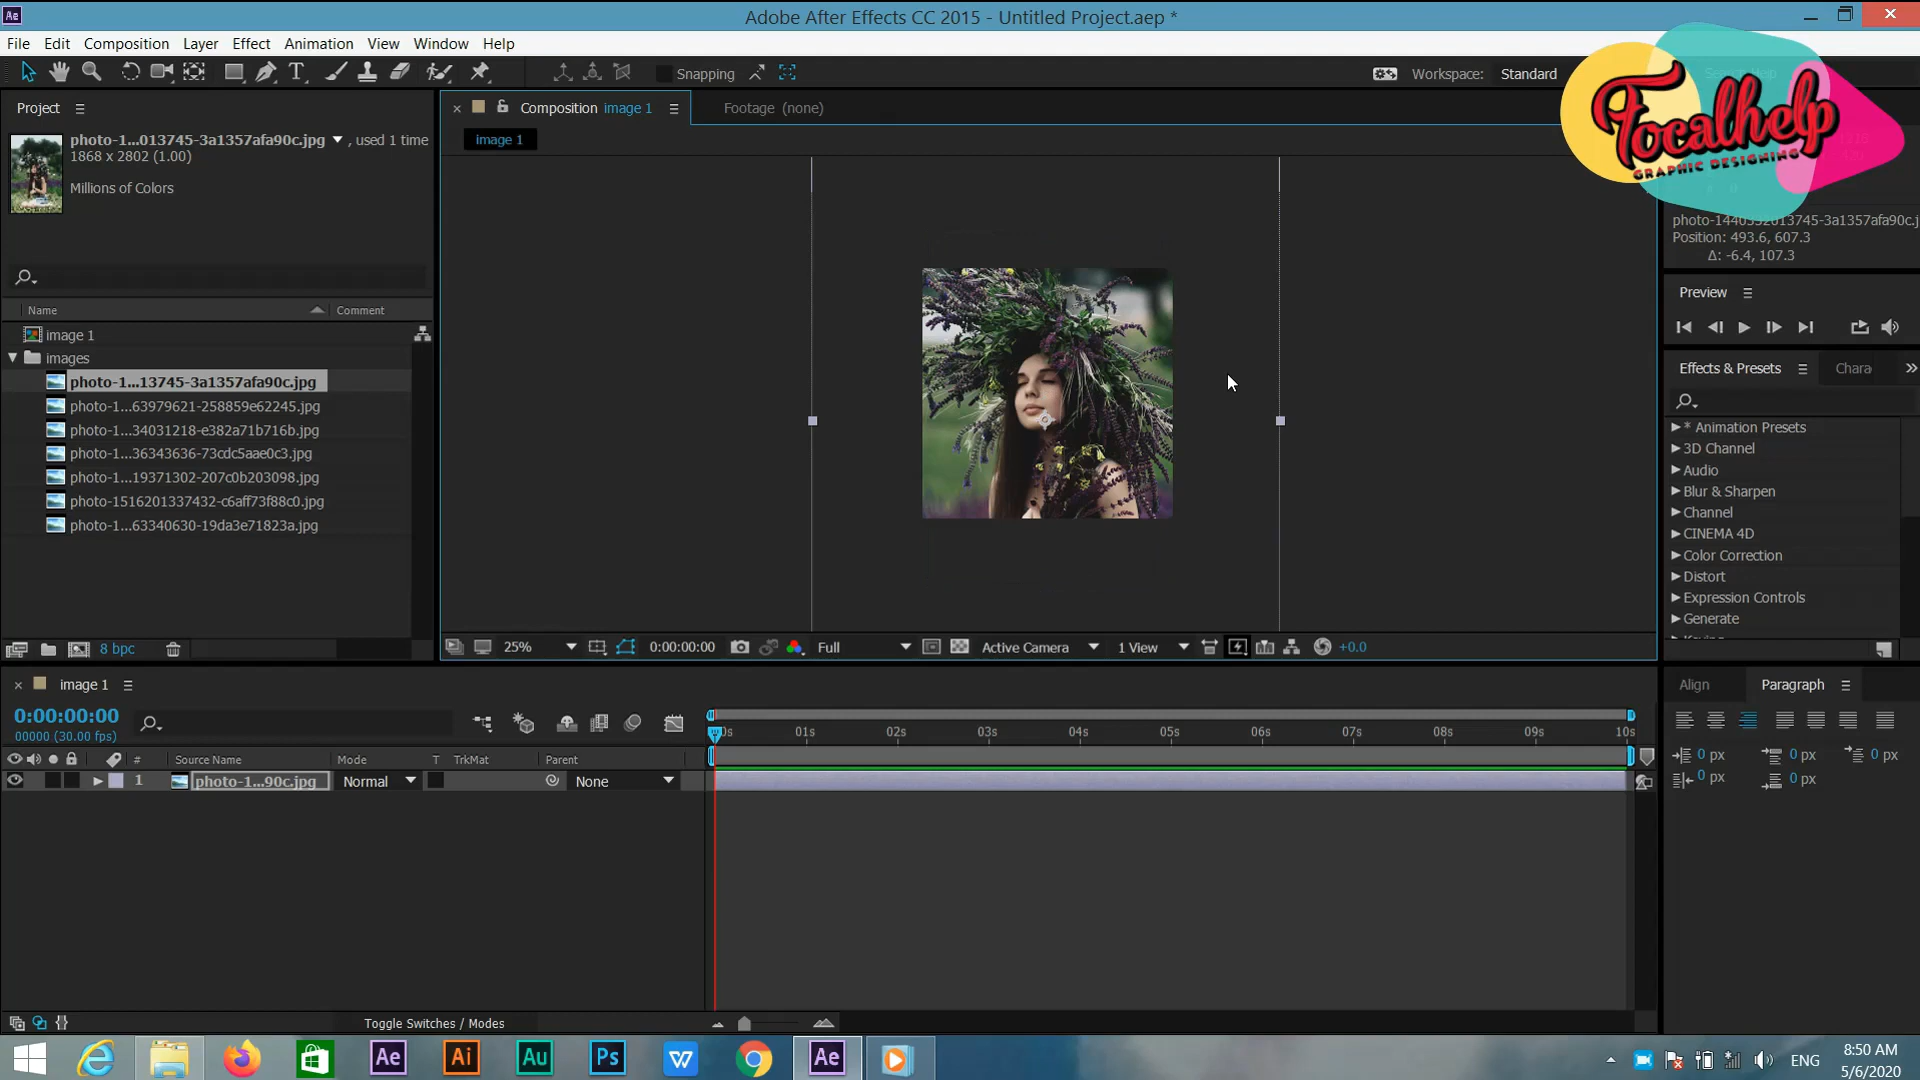 Adobe After Effects CC 2015 - Untitled Project.aep *
File Edit Composition Layer Effect Animation View Window Help
Snapping
Workspace: Standard
Focalhelp
GRAPHIC DESIGNING
Project
Composition image 1
Footage (none)
image 1
photo-1...013745-3a1357afa90c.jpg , used 1 time
1868 x 2802 (1.00)
Millions of Colors
photo-1440332013745-3a1357afa90c.j
Position: 493.6, 607.3
Δ: -6.4, 107.3
Preview
Name Comment
image 1
images
photo-1...13745-3a1357afa90c.jpg
photo-1...63979621-258859e62245.jpg
photo-1...34031218-e382a71b716b.jpg
photo-1...36343636-73cdc5aae0c3.jpg
photo-1...19371302-207c0b203098.jpg
photo-1516201337432-c6aff73f88c0.jpg
photo-1...63340630-19da3e71823a.jpg
Effects & Presets Chara
* Animation Presets
3D Channel
Audio
Blur & Sharpen
Channel
CINEMA 4D
Color Correction
Distort
Expression Controls
Generate
8 bpc
25% 0:00:00:00 Full Active Camera 1 View +0.0
image 1
0:00:00:00
00000 (30.00 fps)
00s 01s 02s 03s 04s 05s 06s 07s 08s 09s 10s
# Source Name Mode T TrkMat Parent
1 photo-1...90c.jpg Normal None
Align Paragraph
0 px 0 px 0 px
0 px 0 px
Toggle Switches / Modes
Ae Ai Au Ps W Ae
ENG
8:50 AM
5/6/2020